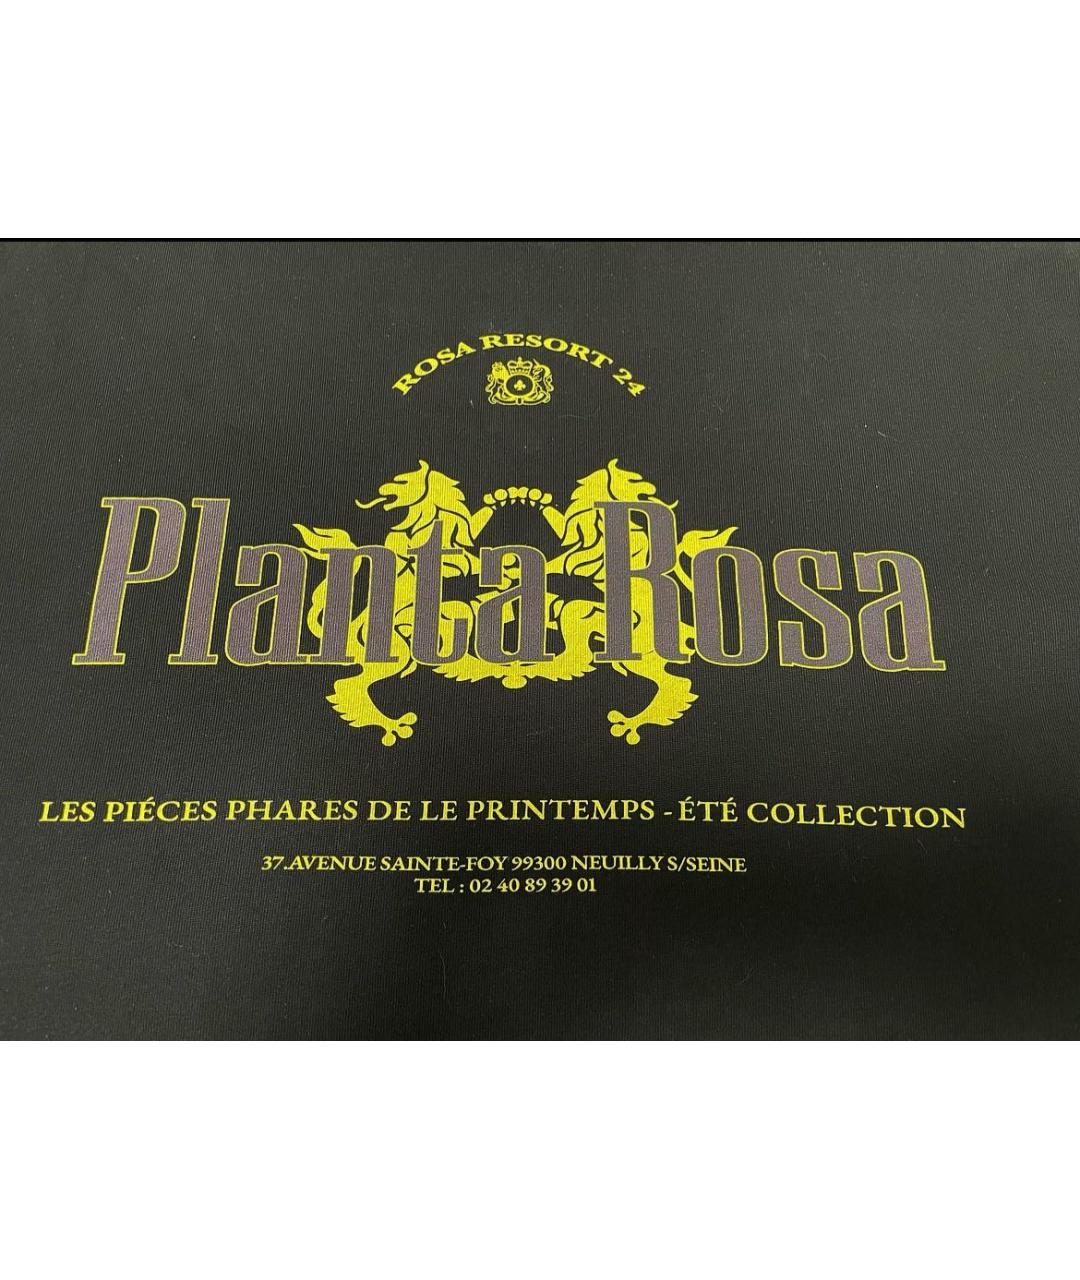 ROSA RESORT 24
Planta Rosa
LES PIÉCES PHARES DE LE PRINTEMPS - ÉTÉ COLLECTION
37.AVENUE SAINTE-FOY 99300 NEUILLY S/SEINE
TEL : 02 40 89 39 01